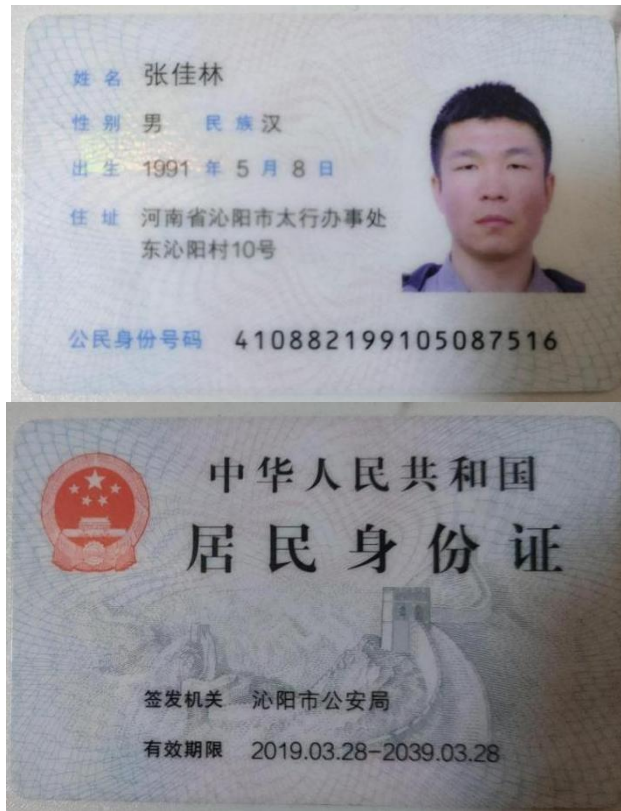 姓名 张佳林
性别 男 民族 汉
出生 1991 年 5 月 8 日
住址 河南省沁阳市太行办事处
东沁阳村10号
公民身份号码 410882199105087516
中华人民共和国
居民身份证
签发机关 沁阳市公安局
有效期限 2019.03.28-2039.03.28